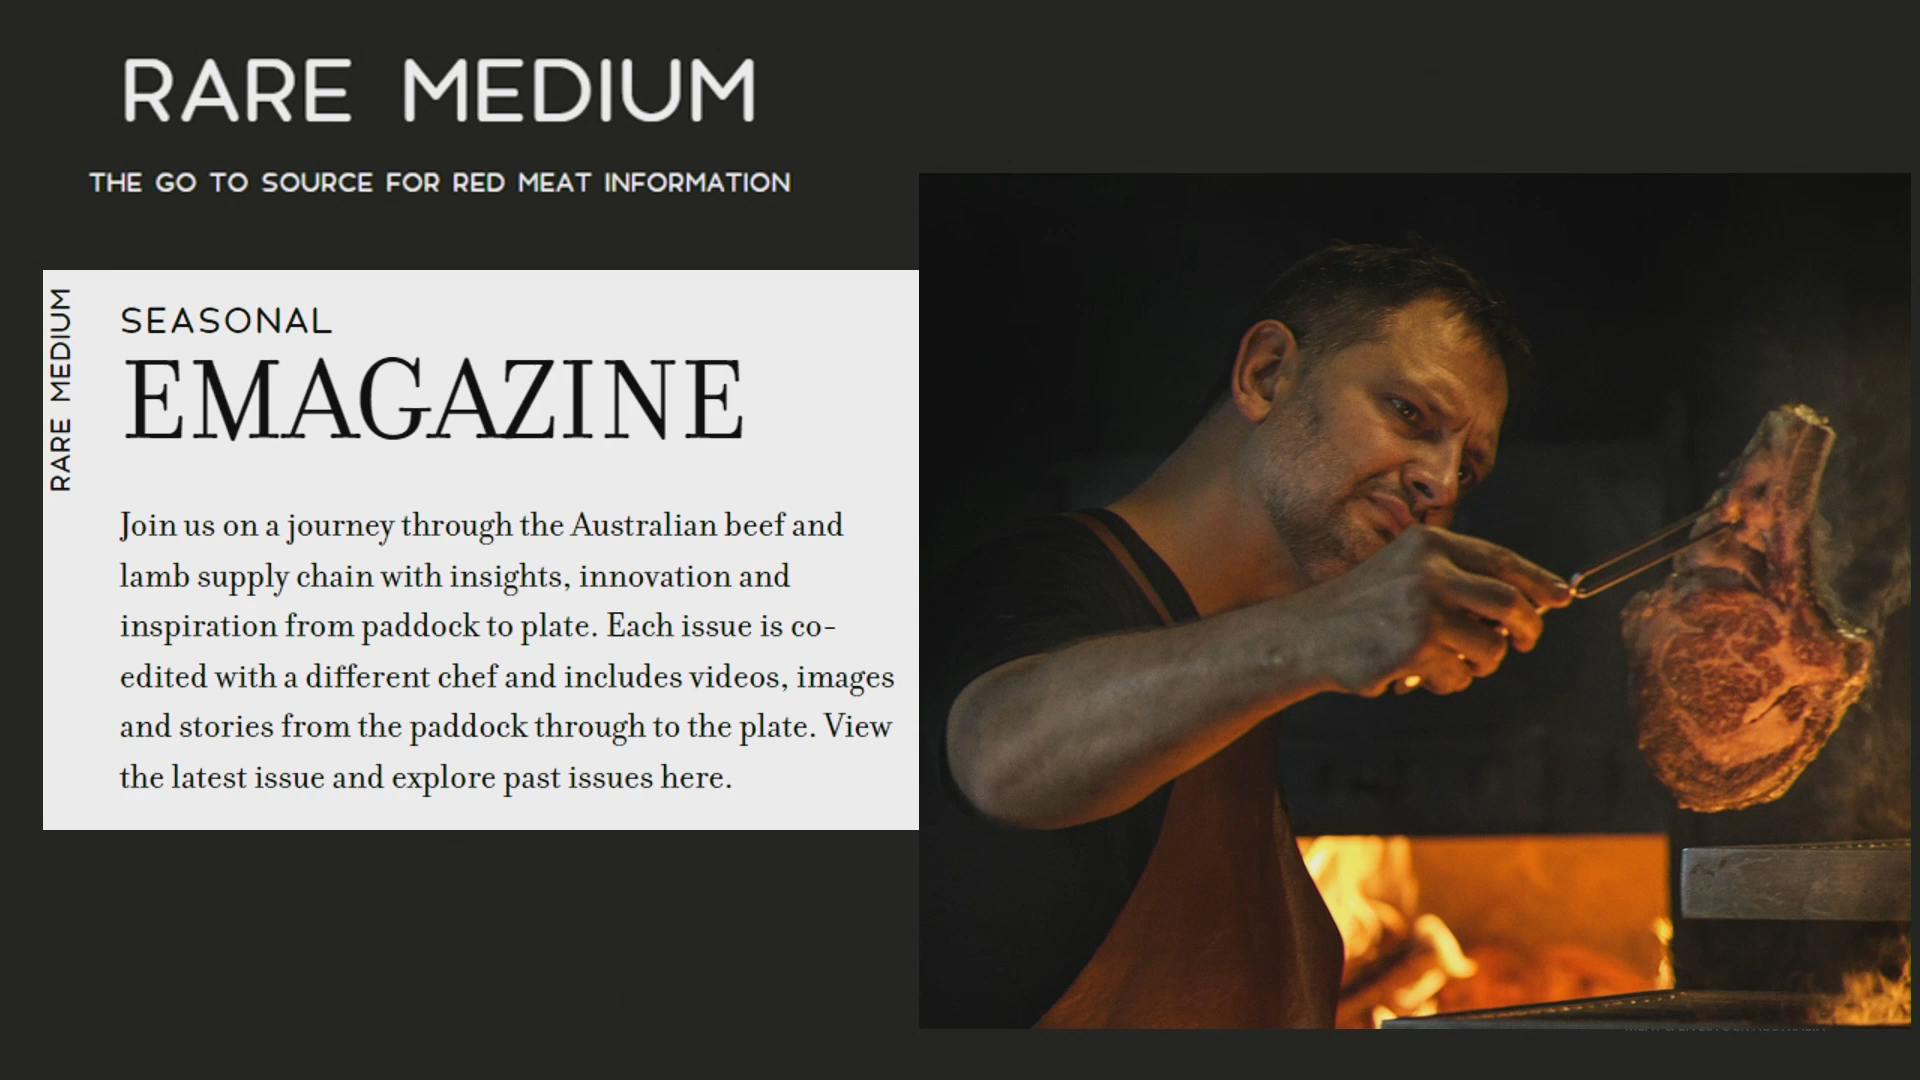 RARE MEDIUM
THE GO TO SOURCE FOR RED MEAT INFORMATION
RARE MEDIUM
SEASONAL
EMAGAZINE
Join us on a journey through the Australian beef and
lamb supply chain with insights, innovation and
inspiration from paddock to plate. Each issue is co-
edited with a different chef and includes videos, images
and stories from the paddock through to the plate. View
the latest issue and explore past issues here.